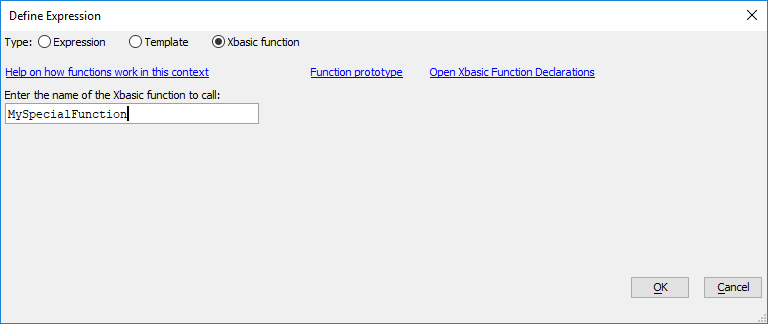 Define Expression
Type: Expression Template Xbasic function
Help on how functions work in this context Function prototype Open Xbasic Function Declarations
Enter the name of the Xbasic function to call:
MySpecialFunction
OK Cancel